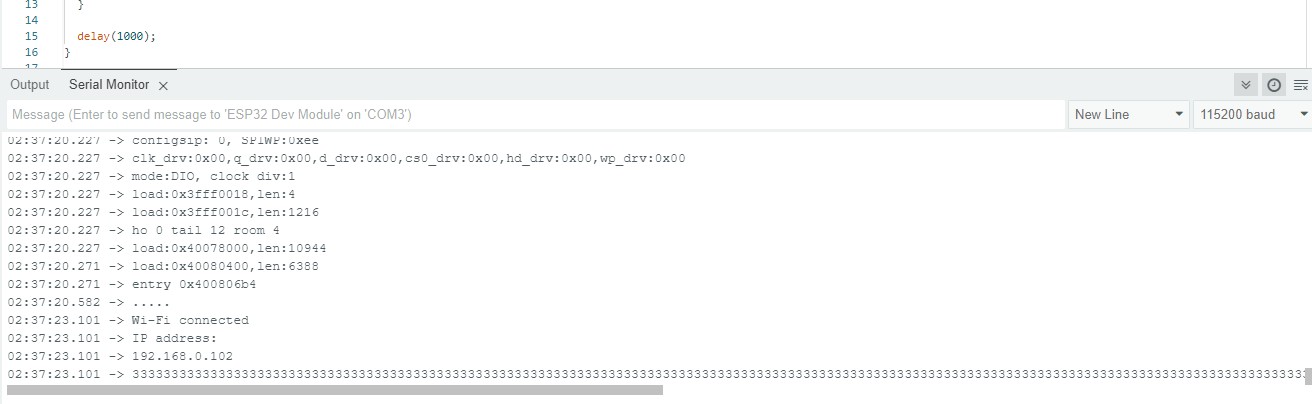 13 }
14
15 delay(1000);
16 }
17
Output Serial Monitor
Message (Enter to send message to 'ESP32 Dev Module' on 'COM3') New Line 115200 baud
02:37:20.227 -> configsip: 0, SPIWP:0xee
02:37:20.227 -> clk_drv:0x00,q_drv:0x00,d_drv:0x00,cs0_drv:0x00,hd_drv:0x00,wp_drv:0x00
02:37:20.227 -> mode:DIO, clock div:1
02:37:20.227 -> load:0x3fff0018,len:4
02:37:20.227 -> load:0x3fff001c,len:1216
02:37:20.227 -> ho 0 tail 12 room 4
02:37:20.227 -> load:0x40078000,len:10944
02:37:20.271 -> load:0x40080400,len:6388
02:37:20.271 -> entry 0x400806b4
02:37:20.582 -> .....
02:37:23.101 -> Wi-Fi connected
02:37:23.101 -> IP address:
02:37:23.101 -> 192.168.0.102
02:37:23.101 ->